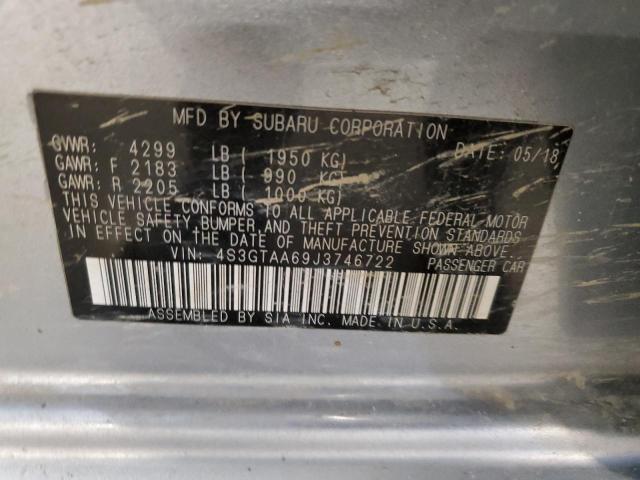 MFD BY SUBARU CORPORATION
GVWR: 4299 LB ( 1950 KG) DATE: 05/18
GAWR: F 2183 LB ( 990 KG)
GAWR: R 2205 LB ( 1000 KG)
THIS VEHICLE CONFORMS TO ALL APPLICABLE FEDERAL MOTOR
VEHICLE SAFETY, BUMPER, AND THEFT PREVENTION STANDARDS
IN EFFECT ON THE DATE OF MANUFACTURE SHOWN ABOVE.
VIN: 4S3GTAA69J3746722 PASSENGER CAR
ASSEMBLED BY SIA INC. MADE IN U.S.A.